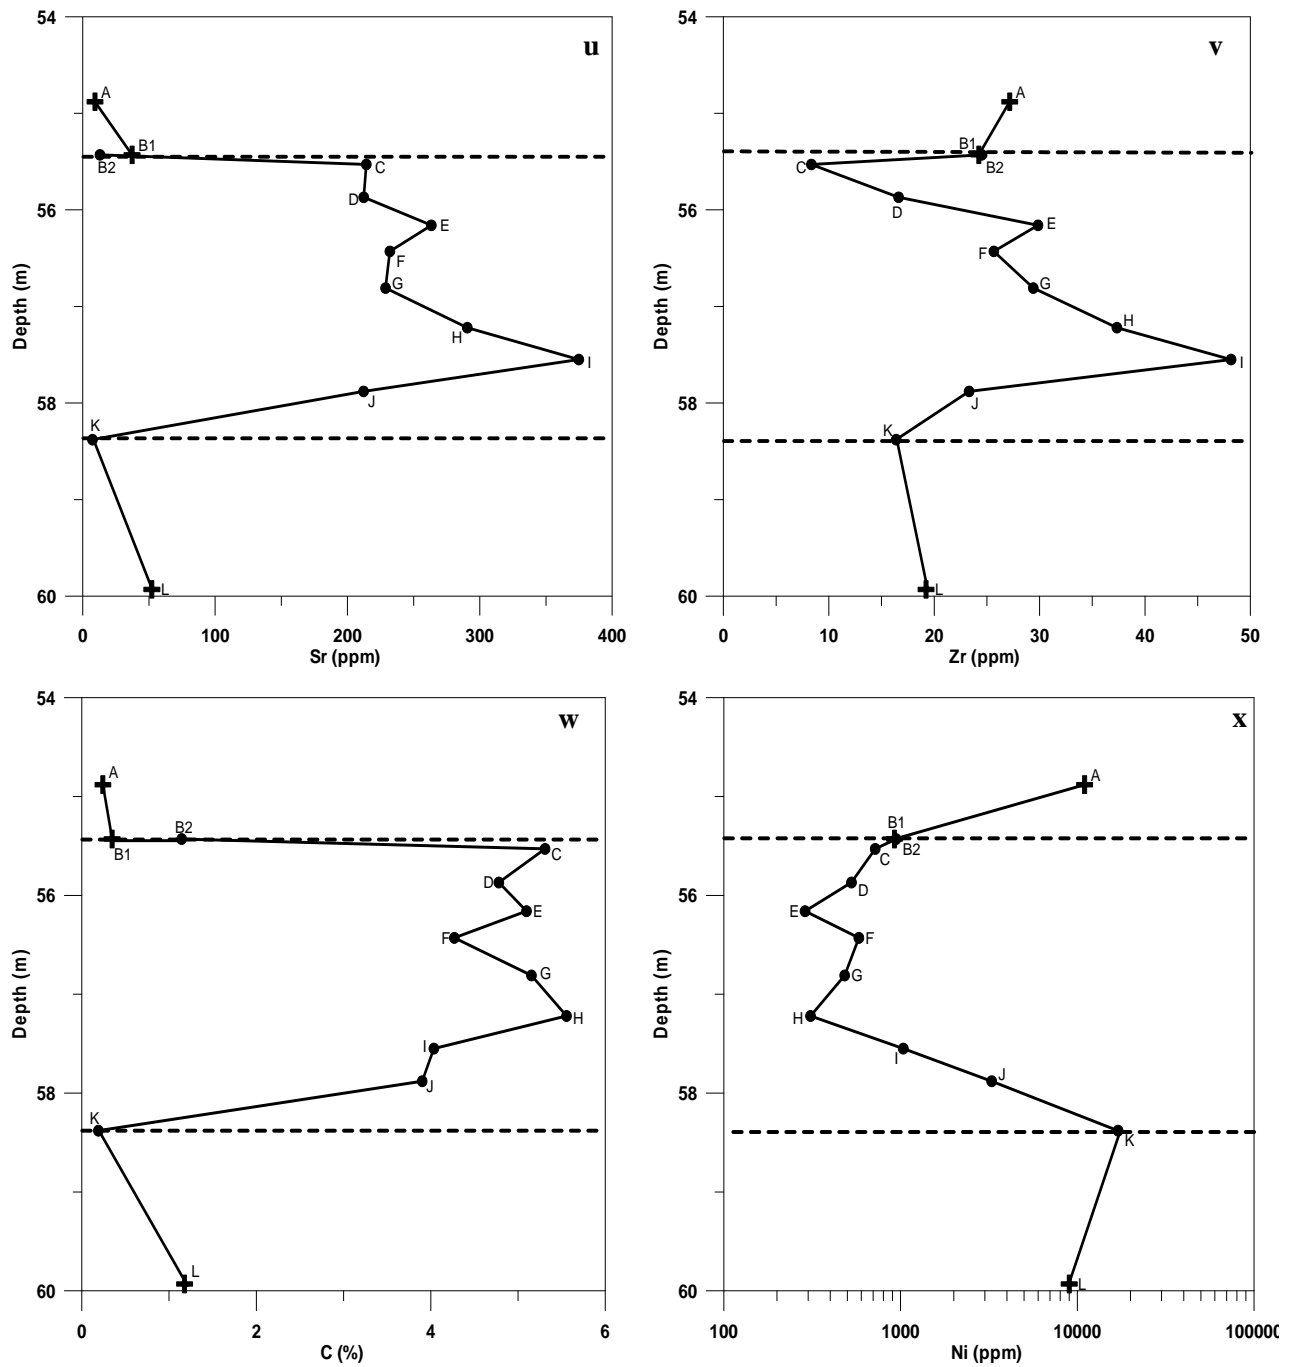 54
u
A
B1
B2
C
D
56
E
F
G
H
I
J
58
K
L
60
0 100 200 300 400
Sr (ppm)
Depth (m)
54
v
A
B1
B2
C
D
56
E
F
G
H
I
J
58
K
L
60
0 10 20 30 40 50
Zr (ppm)
Depth (m)
54
w
A
B2
B1
C
D
56
E
F
G
H
I
J
58
K
L
60
0 2 4 6
C (%)
Depth (m)
54
x
A
B1
B2
C
D
56
E
F
G
H
I
J
58
K
L
60
100 1000 10000 100000
Ni (ppm)
Depth (m)